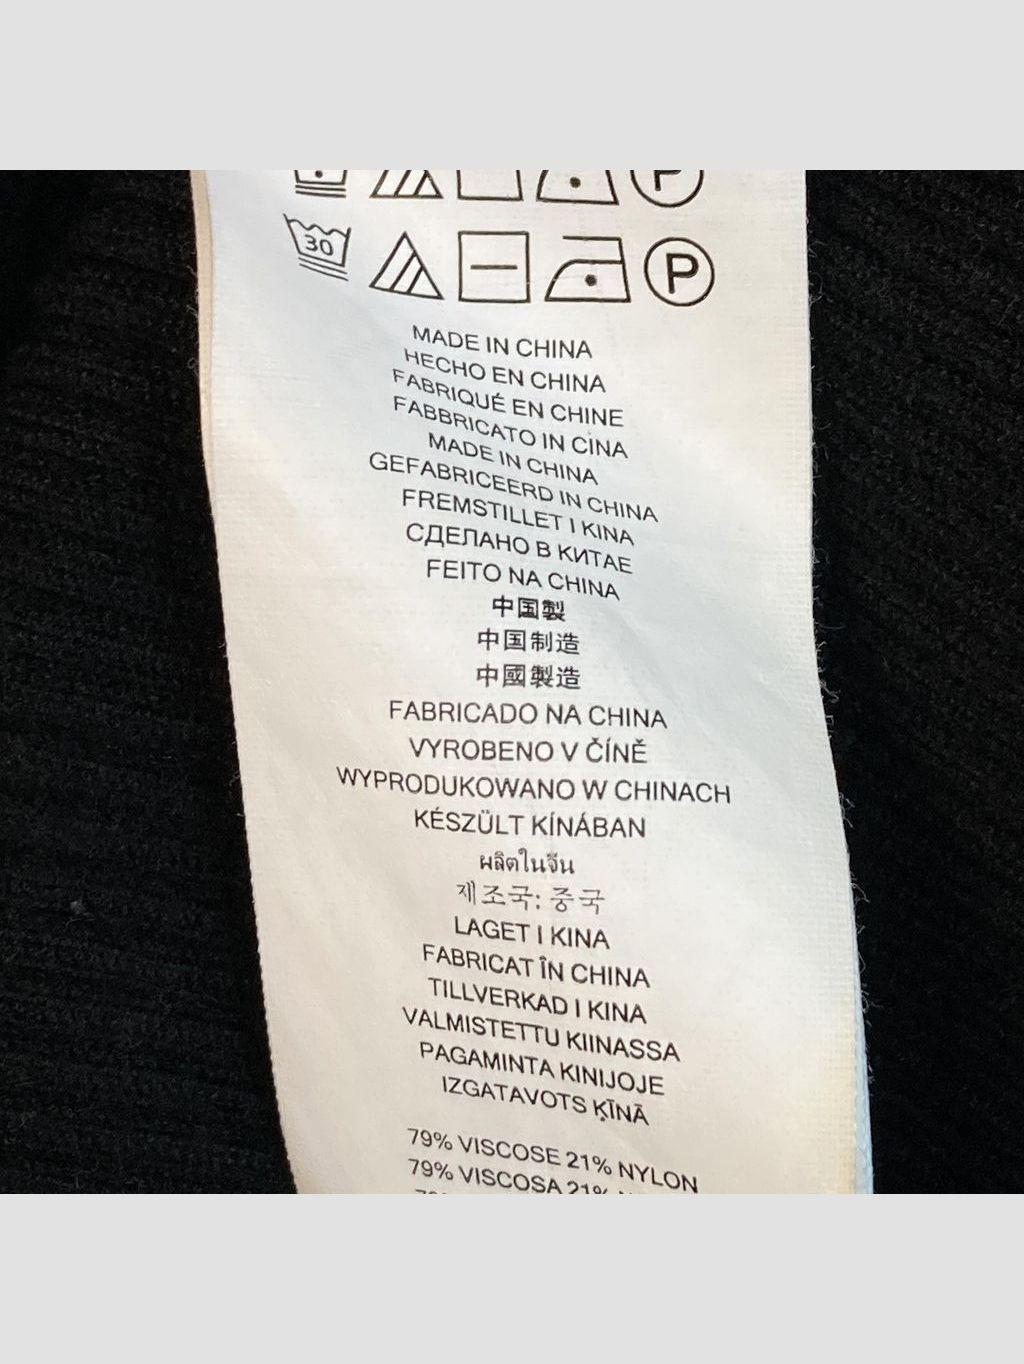 P
30 P
MADE IN CHINA
HECHO EN CHINA
FABRIQUÉ EN CHINE
FABBRICATO IN CINA
MADE IN CHINA
GEFABRICEERD IN CHINA
FREMSTILLET I KINA
СДЕЛАНО В КИТАЕ
FEITO NA CHINA
中国製
中国制造
中國製造
FABRICADO NA CHINA
VYROBENO V ČÍNĚ
WYPRODUKOWANO W CHINACH
KÉSZÜLT KÍNÁBAN
ผลิตในจีน
제조국: 중국
LAGET I KINA
FABRICAT ÎN CHINA
TILLVERKAD I KINA
VALMISTETTU KIINASSA
PAGAMINTA KINIJOJE
IZGATAVOTS ĶĪNĀ
79% VISCOSE 21% NYLON
79% VISCOSA 21%